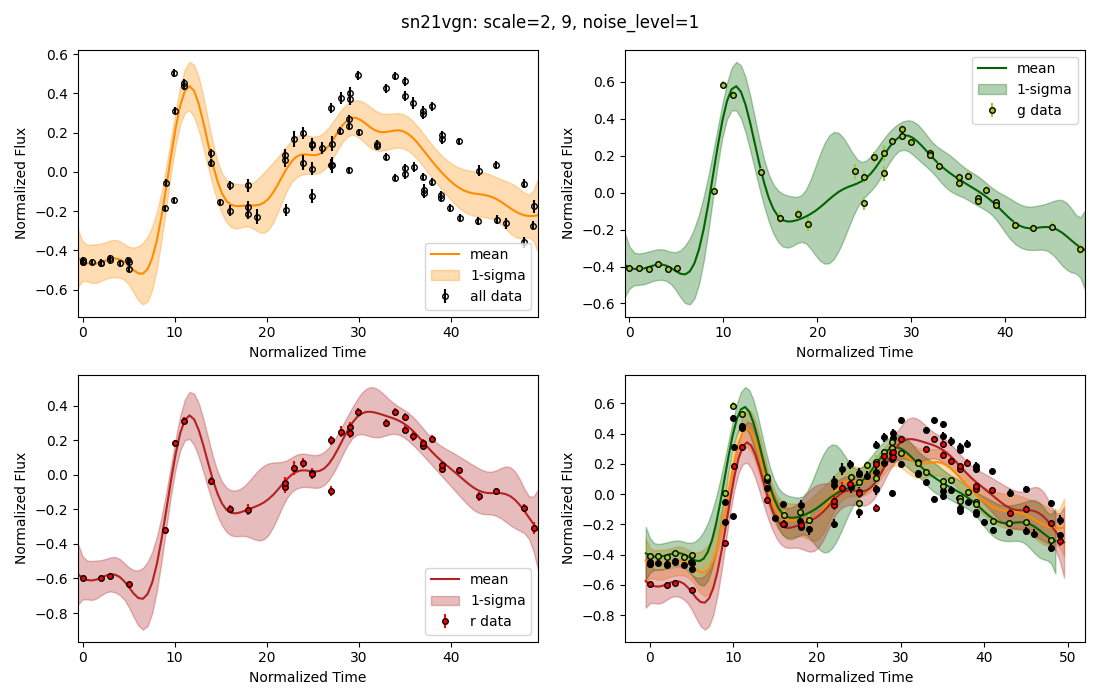 sn21vgn: scale=2, 9, noise_level=1
0.6
0.4
0.2
0.0
−0.2
−0.4
−0.6
Normalized Flux
mean
1-sigma
all data
0
10
20
30
40
Normalized Time
0.6
0.4
0.2
0.0
−0.2
−0.4
−0.6
Normalized Flux
mean
1-sigma
g data
0
10
20
30
40
Normalized Time
0.4
0.2
0.0
−0.2
−0.4
−0.6
−0.8
Normalized Flux
mean
1-sigma
r data
0
10
20
30
40
Normalized Time
0.6
0.4
0.2
0.0
−0.2
−0.4
−0.6
−0.8
Normalized Flux
0
10
20
30
40
50
Normalized Time